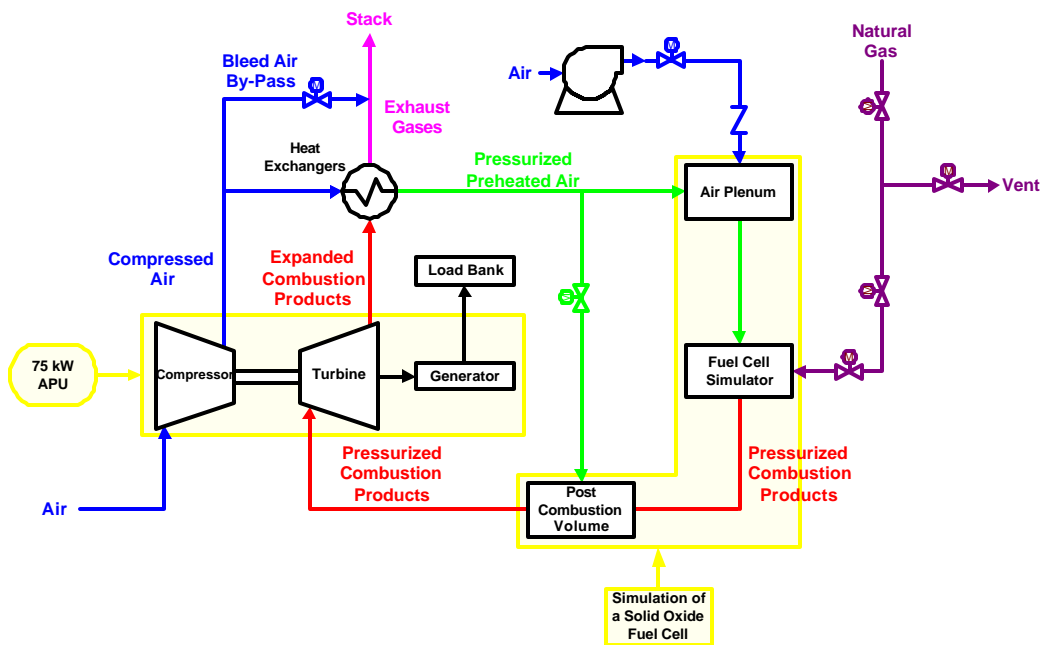 Stack
Natural
Gas
Bleed Air
By-Pass
M
Air
M
M
Exhaust
Gases
Heat
Exchangers
Pressurized
Preheated Air
Air Plenum
M
Vent
Compressed
Air
Expanded
Combustion
Products
Load Bank
M
M
75 kW
APU
Compressor
Turbine
Generator
Fuel Cell
Simulator
M
Pressurized
Combustion
Products
Pressurized
Combustion
Products
Air
Post
Combustion
Volume
Simulation of
a Solid Oxide
Fuel Cell